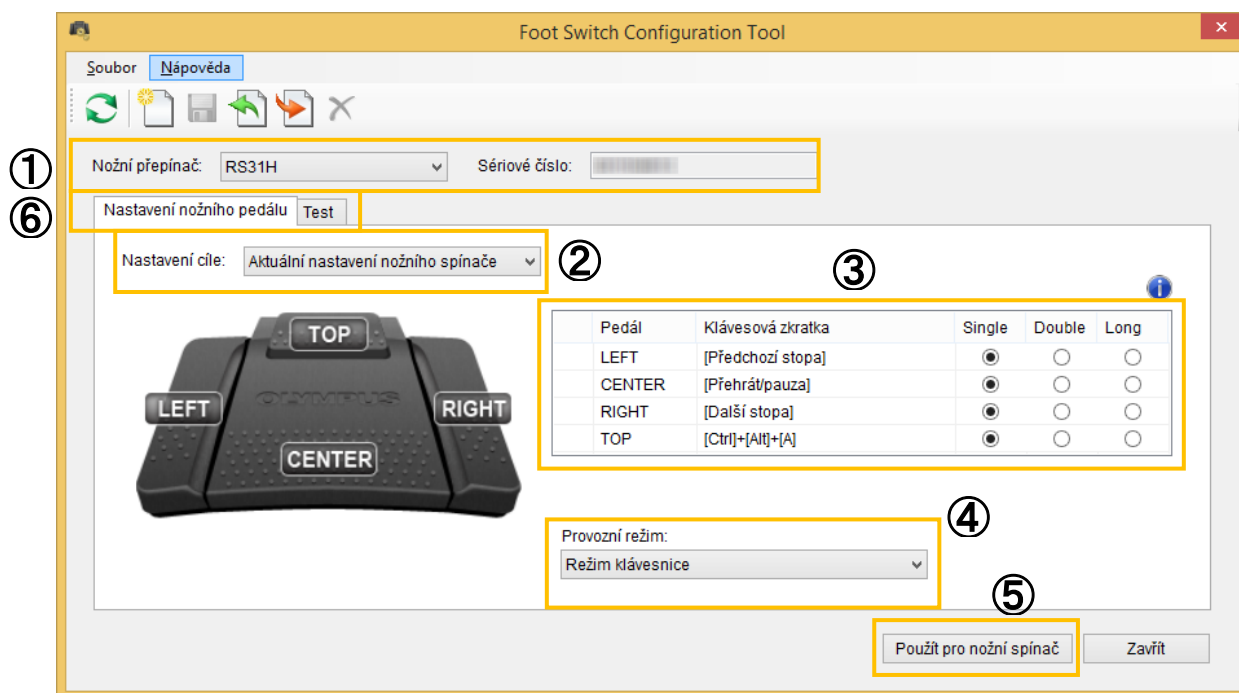 Foot Switch Configuration Tool
Soubor Nápověda
① Nožní přepínač: RS31H Sériové číslo:
⑥ Nastavení nožního pedálu Test
Nastavení cíle: Aktuální nastavení nožního spínače ②
③
TOP
LEFT
OLYMPUS
RIGHT
CENTER
Pedál Klávesová zkratka Single Double Long
LEFT [Předchozí stopa]
CENTER [Přehrát/pauza]
RIGHT [Další stopa]
TOP [Ctrl]+[Alt]+[A]
④
Provozní režim:
Režim klávesnice
⑤
Použít pro nožní spínač Zavřít